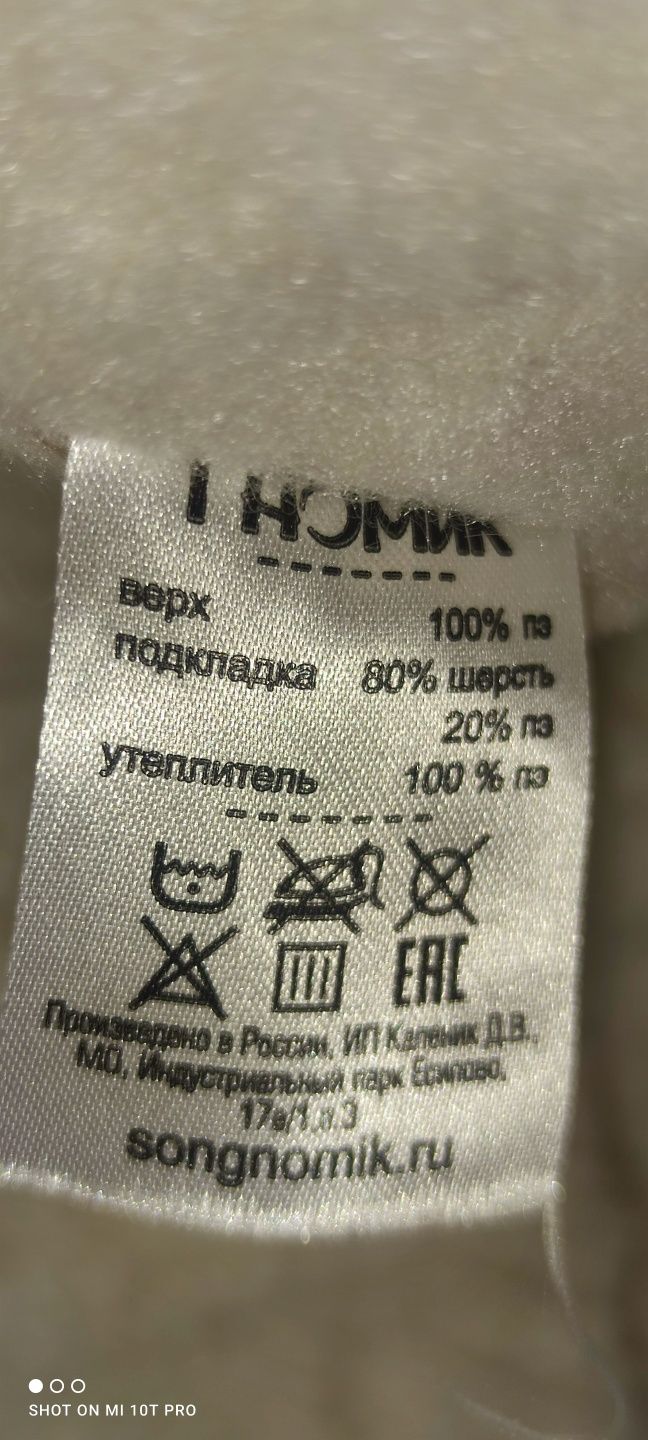 Гномик
верх 100% пэ
подкладка 80% шерсть
20% пэ
утеплитель 100 % пэ
EAC
Произведено в России, ИП Каленик Д.В.,
МО, Индустриальный парк Есипово,
songnomik.ru
SHOT ON MI 10T PRO